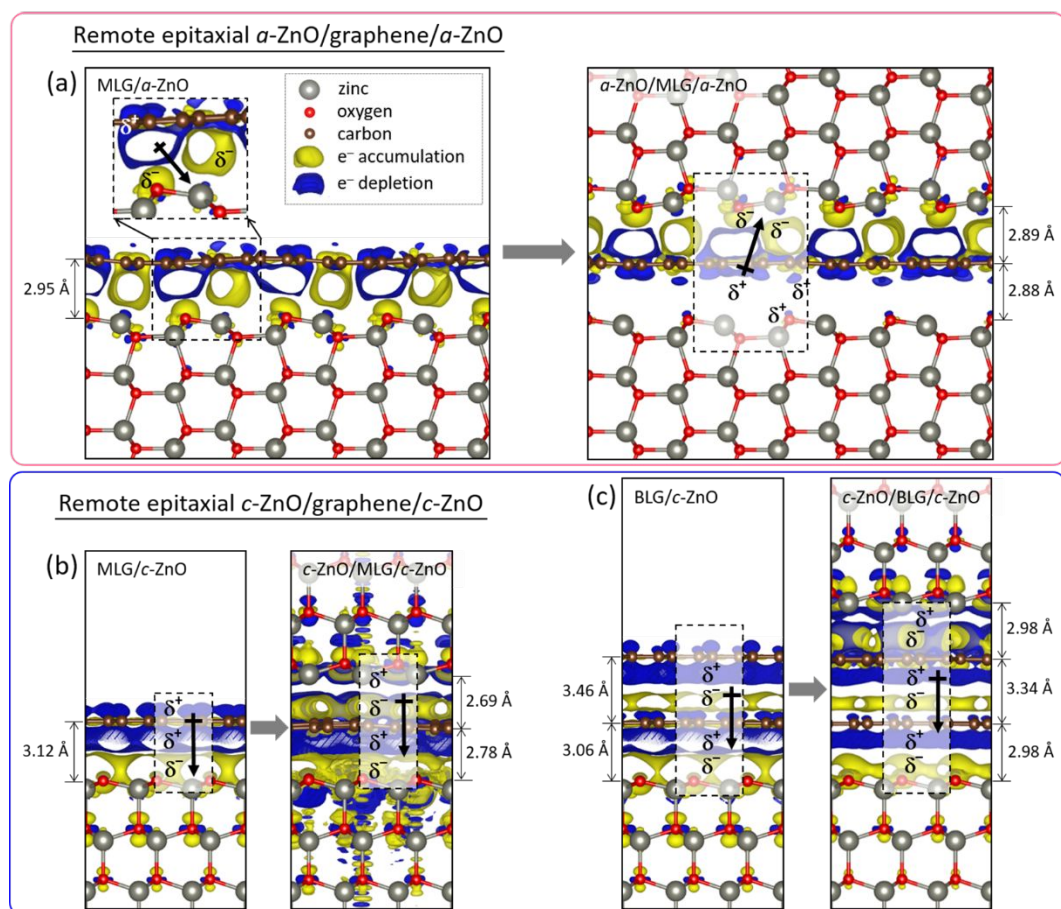 Remote epitaxial a-ZnO/graphene/a-ZnO
(a)
MLG/a-ZnO
δ+
δ−
δ−
zinc
oxygen
carbon
e− accumulation
e− depletion
2.95 Å
a-ZnO/MLG/a-ZnO
δ−
δ−
δ+
δ+
δ+
2.89 Å
2.88 Å
Remote epitaxial c-ZnO/graphene/c-ZnO
(b)
MLG/c-ZnO
δ+
δ+
δ−
3.12 Å
c-ZnO/MLG/c-ZnO
δ+
δ−
δ+
δ−
2.69 Å
2.78 Å
(c)
BLG/c-ZnO
δ+
δ−
δ+
δ−
3.46 Å
3.06 Å
c-ZnO/BLG/c-ZnO
δ+
δ−
δ+
δ−
δ+
δ−
2.98 Å
3.34 Å
2.98 Å